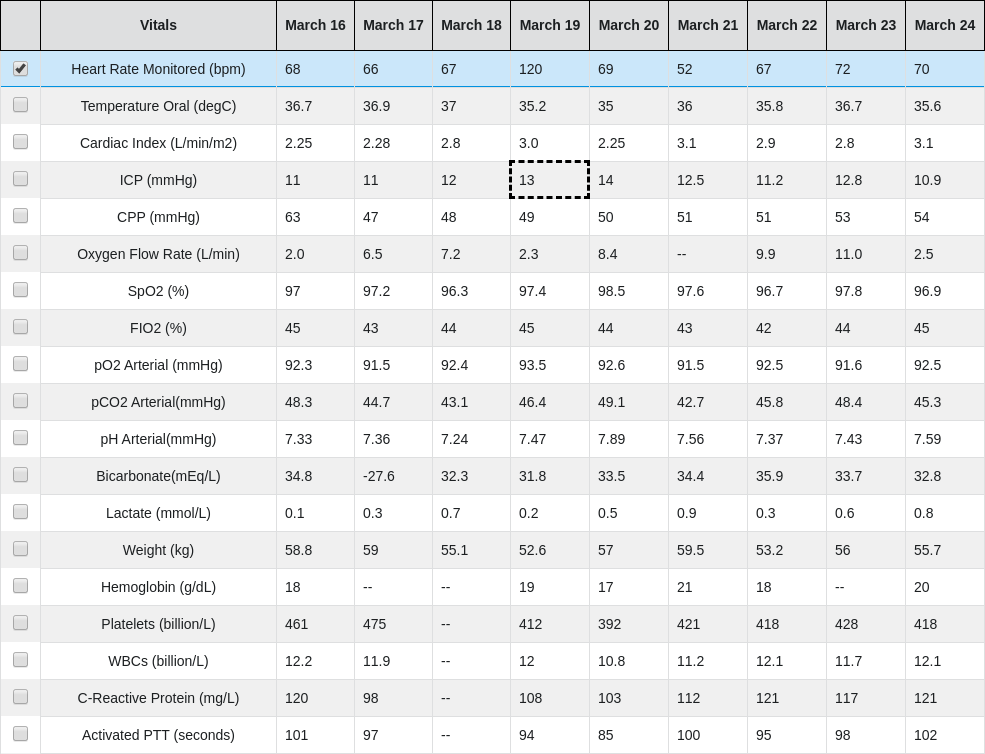 Vitals March 16 March 17 March 18 March 19 March 20 March 21 March 22 March 23 March 24
Heart Rate Monitored (bpm) 68 66 67 120 69 52 67 72 70
Temperature Oral (degC) 36.7 36.9 37 35.2 35 36 35.8 36.7 35.6
Cardiac Index (L/min/m2) 2.25 2.28 2.8 3.0 2.25 3.1 2.9 2.8 3.1
ICP (mmHg) 11 11 12 13 14 12.5 11.2 12.8 10.9
CPP (mmHg) 63 47 48 49 50 51 51 53 54
Oxygen Flow Rate (L/min) 2.0 6.5 7.2 2.3 8.4 -- 9.9 11.0 2.5
SpO2 (%) 97 97.2 96.3 97.4 98.5 97.6 96.7 97.8 96.9
FIO2 (%) 45 43 44 45 44 43 42 44 45
pO2 Arterial (mmHg) 92.3 91.5 92.4 93.5 92.6 91.5 92.5 91.6 92.5
pCO2 Arterial(mmHg) 48.3 44.7 43.1 46.4 49.1 42.7 45.8 48.4 45.3
pH Arterial(mmHg) 7.33 7.36 7.24 7.47 7.89 7.56 7.37 7.43 7.59
Bicarbonate(mEq/L) 34.8 -27.6 32.3 31.8 33.5 34.4 35.9 33.7 32.8
Lactate (mmol/L) 0.1 0.3 0.7 0.2 0.5 0.9 0.3 0.6 0.8
Weight (kg) 58.8 59 55.1 52.6 57 59.5 53.2 56 55.7
Hemoglobin (g/dL) 18 -- -- 19 17 21 18 -- 20
Platelets (billion/L) 461 475 -- 412 392 421 418 428 418
WBCs (billion/L) 12.2 11.9 -- 12 10.8 11.2 12.1 11.7 12.1
C-Reactive Protein (mg/L) 120 98 -- 108 103 112 121 117 121
Activated PTT (seconds) 101 97 -- 94 85 100 95 98 102